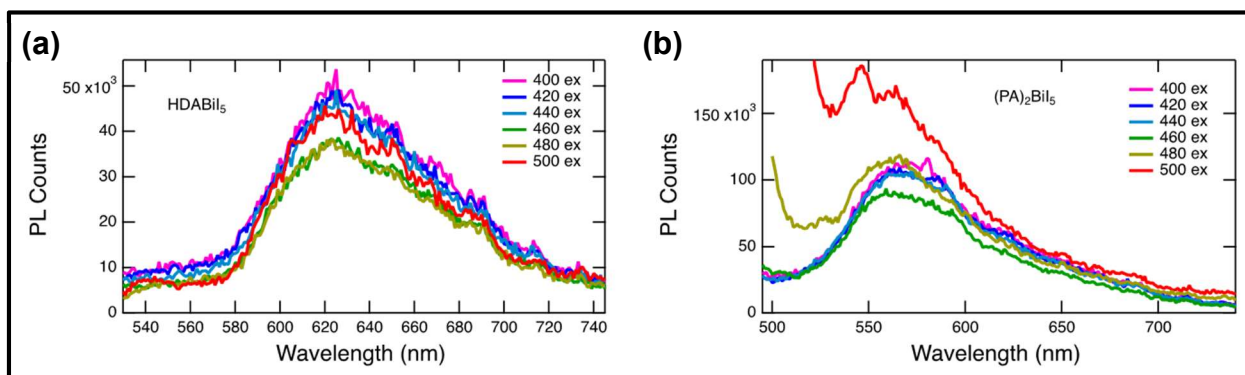 (a)
50 x10³
40
30
20
10
0
PL Counts
HDABiI₅
400 ex
420 ex
440 ex
460 ex
480 ex
500 ex
540 560 580 600 620 640 660 680 700 720 740
Wavelength (nm)
(b)
150 x10³
100
50
0
PL Counts
(PA)₂BiI₅
400 ex
420 ex
440 ex
460 ex
480 ex
500 ex
500 550 600 650 700
Wavelength (nm)